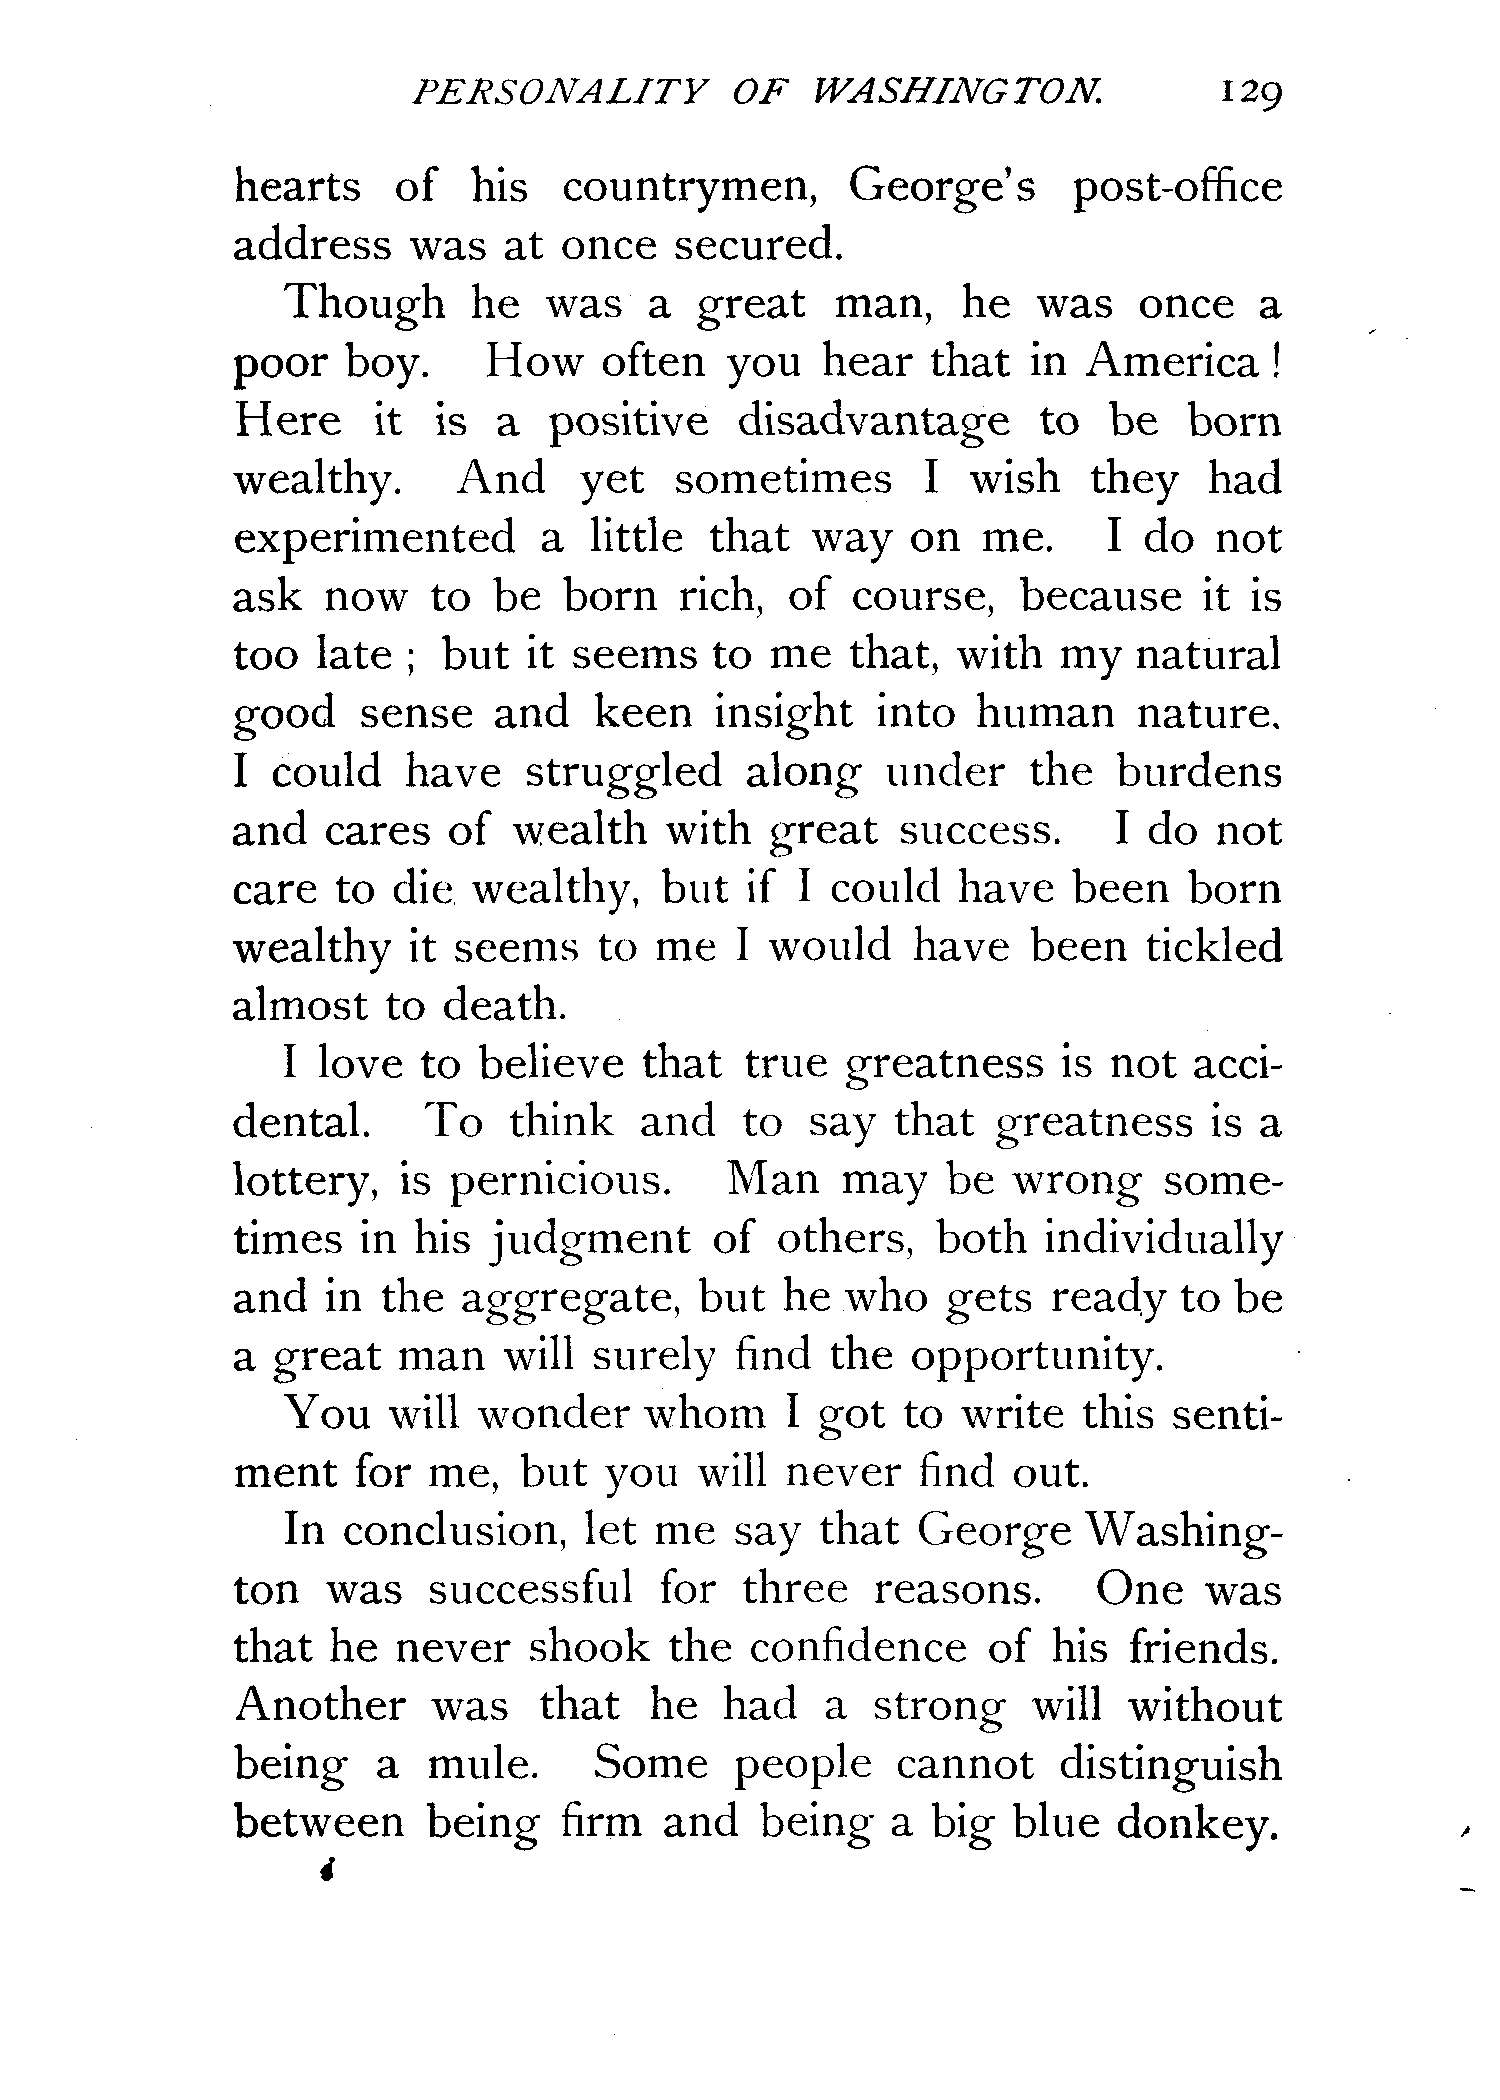 PERSONALITY OF WASHINGTON. 129
hearts of his countrymen, George's post-office
address was at once secured.
Though he was a great man, he was once a
poor boy. How often you hear that in America !
Here it is a positive disadvantage to be born
wealthy. And yet sometimes I wish they had
experimented a little that way on me. I do not
ask now to be born rich, of course, because it is
too late ; but it seems to me that, with my natural
good sense and keen insight into human nature.
I could have struggled along under the burdens
and cares of wealth with great success. I do not
care to die wealthy, but if I could have been born
wealthy it seems to me I would have been tickled
almost to death.
I love to believe that true greatness is not acci-
dental. To think and to say that greatness is a
lottery, is pernicious. Man may be wrong some-
times in his judgment of others, both individually
and in the aggregate, but he who gets ready to be
a great man will surely find the opportunity.
You will wonder whom I got to write this senti-
ment for me, but you will never find out.
In conclusion, let me say that George Washing-
ton was successful for three reasons. One was
that he never shook the confidence of his friends.
Another was that he had a strong will without
being a mule. Some people cannot distinguish
between being firm and being a big blue donkey.